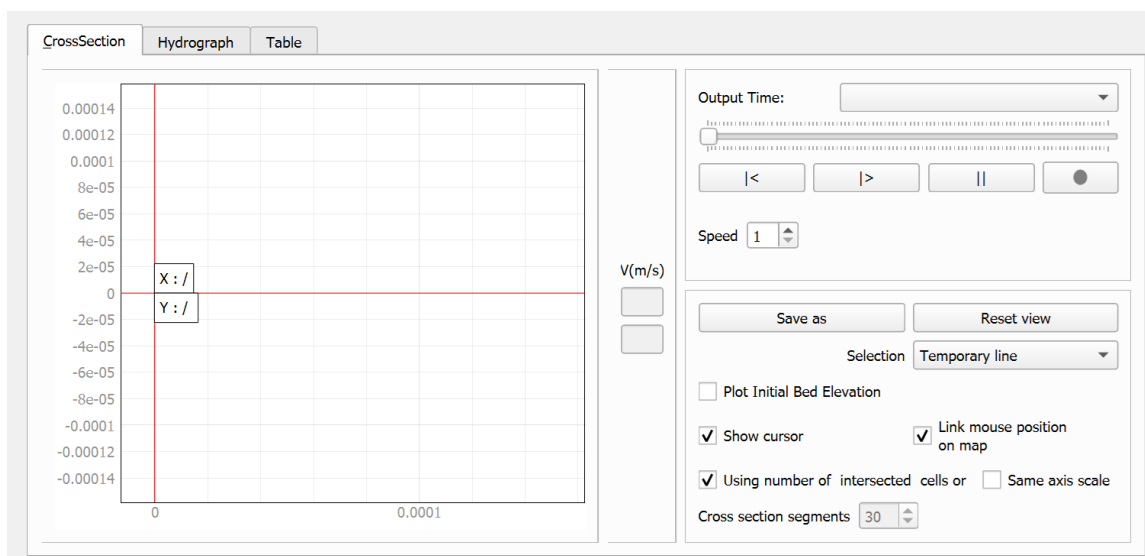 CrossSection
Hydrograph
Table
0.00014
0.00012
0.0001
8e-05
6e-05
4e-05
2e-05
0
-2e-05
-4e-05
-6e-05
-8e-05
-0.0001
-0.00012
-0.00014
0
0.0001
X : /
Y : /
V(m/s)
Output Time:
|<
|>
||
Speed 1
Save as
Reset view
Selection Temporary line
Plot Initial Bed Elevation
Show cursor
Link mouse position
on map
Using number of intersected cells or
Same axis scale
Cross section segments 30